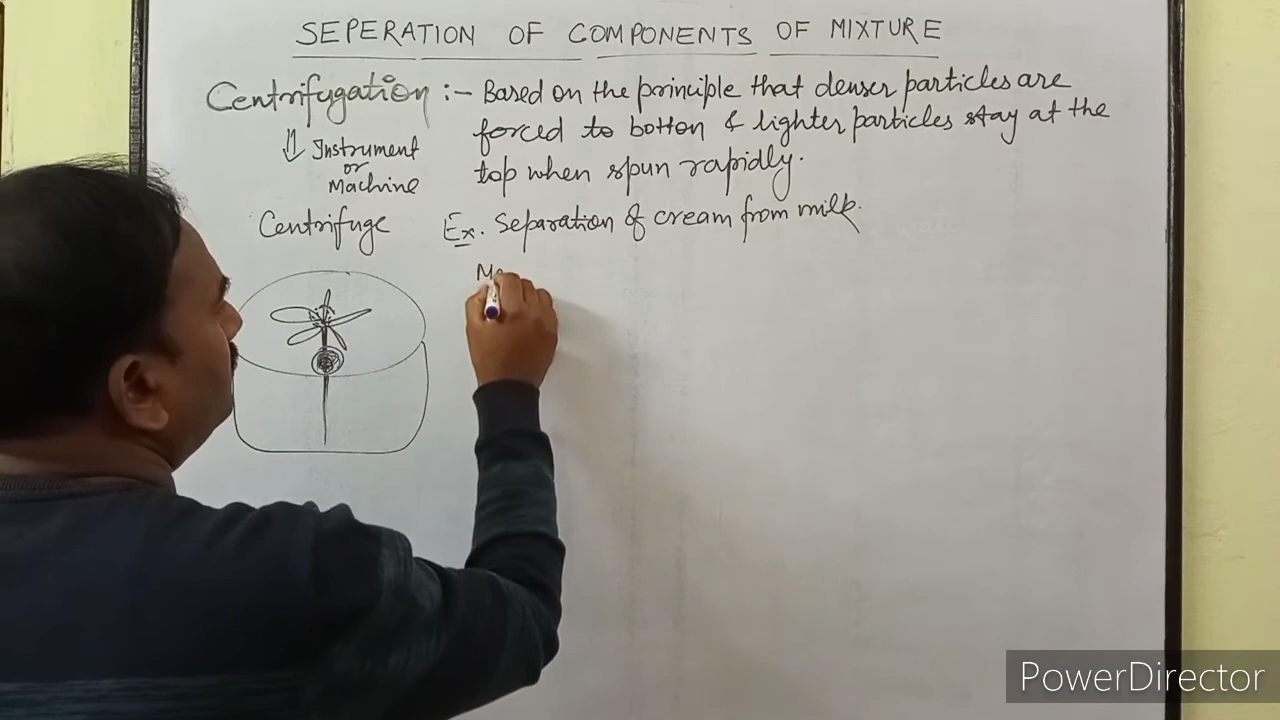 SEPERATION OF COMPONENTS OF MIXTURE
Centrifugation :- Based on the principle that denser particles are
forced to bottom & lighter particles stay at the
top when spun rapidly.
⇓ Instrument
or
Machine
Centrifuge
Ex. Separation of cream from milk.
PowerDirector